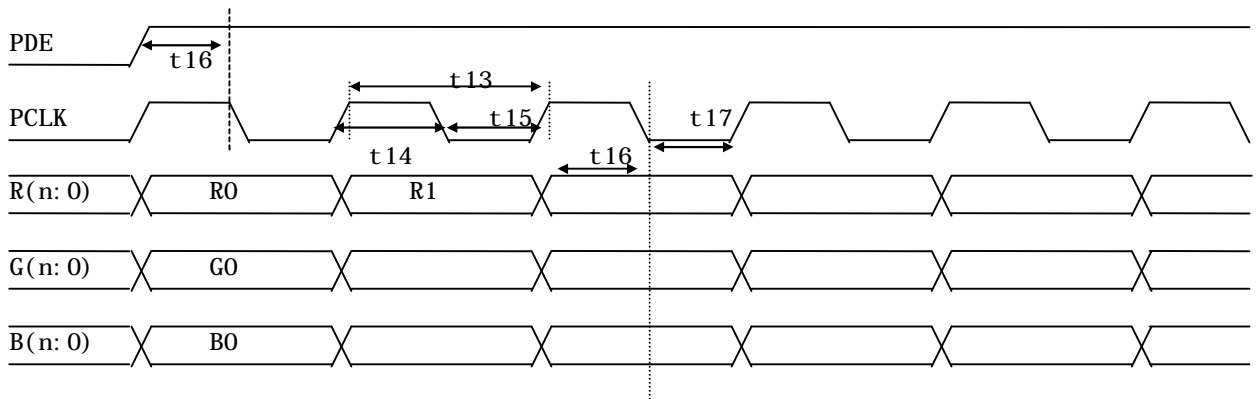 PDE
t16
t13
PCLK
t15
t17
t14
t16
R(n:0)
R0
R1
G(n:0)
G0
B(n:0)
B0